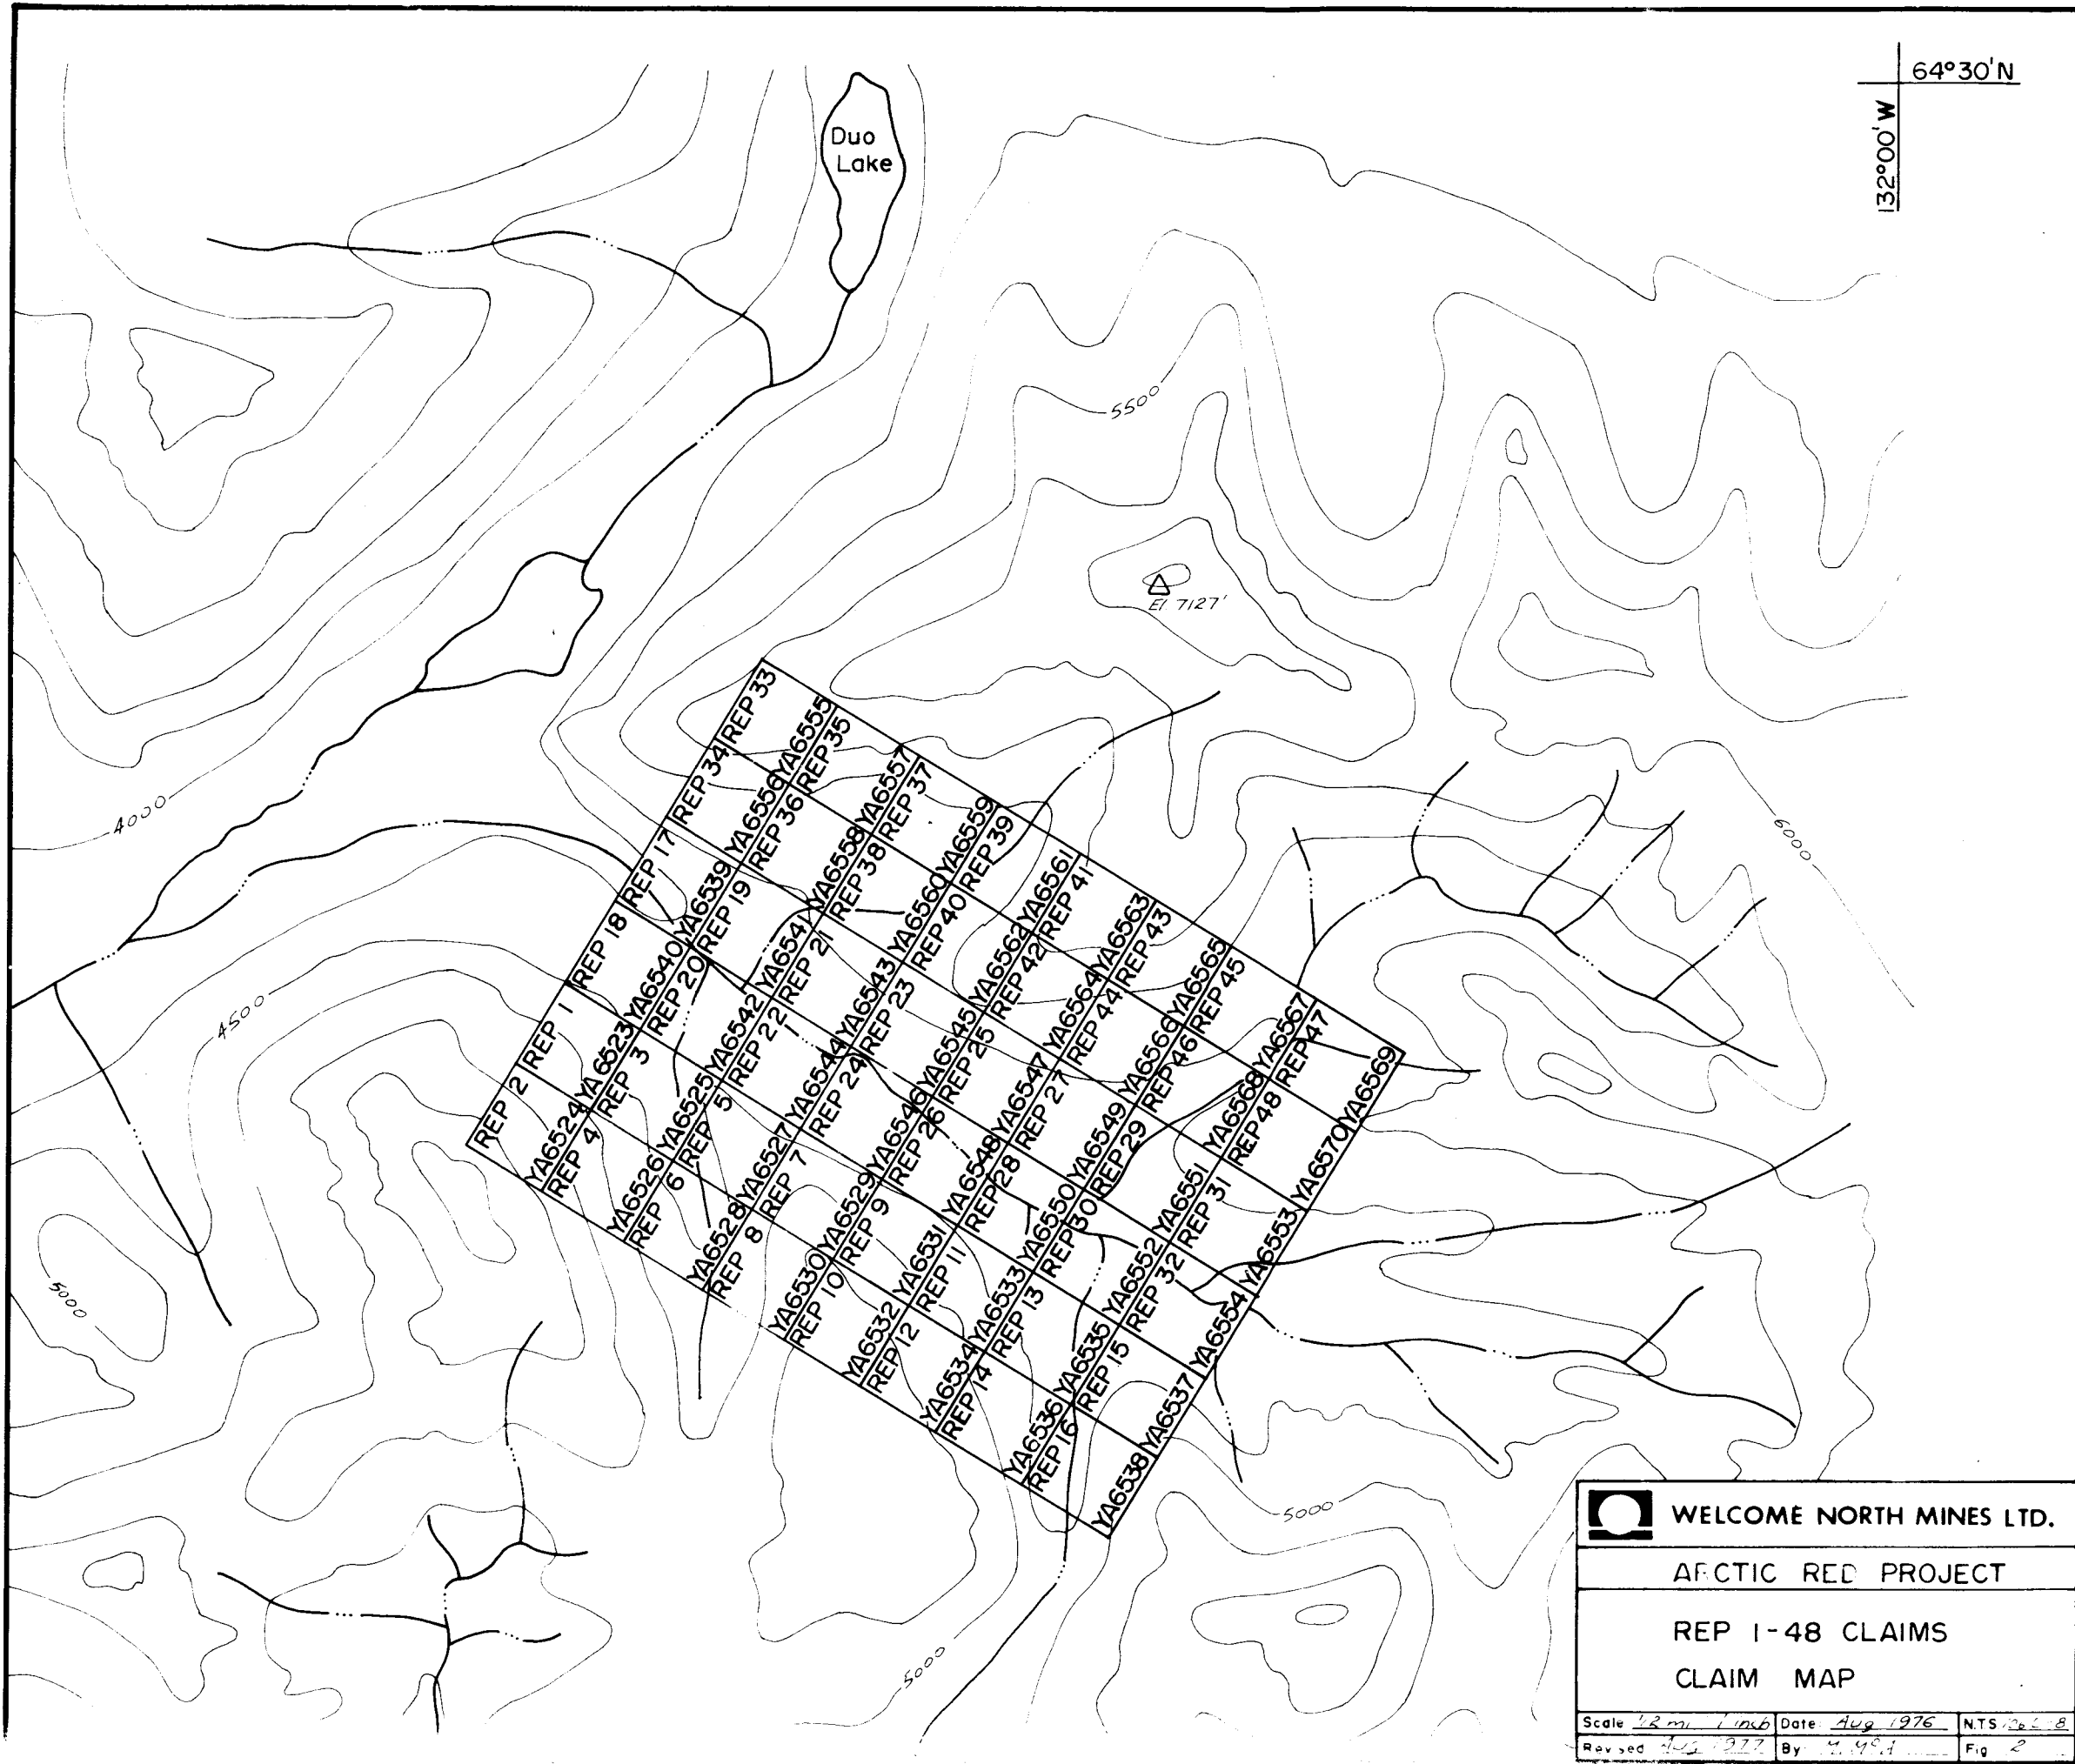 64°30'N
132°00'W
Duo
Lake
5500
El. 7127'
4000
6000
4500
5000
5000
5000
REP 33
YA6555
REP 34
YA6556
REP 35
YA6557
REP 17
YA6539
REP 36
YA6558
REP 37
YA6559
REP 18
YA6540
REP 19
YA6541
REP 38
YA6560
REP 39
YA6561
REP 1
YA6523
REP 20
YA6542
REP 21
YA6543
REP 40
YA6562
REP 41
YA6563
REP 2
YA6524
REP 3
YA6525
REP 22
YA6544
REP 23
YA6545
REP 42
YA6564
REP 43
YA6565
REP 4
YA6526
REP 5
YA6527
REP 24
YA6546
REP 25
YA6547
REP 44
YA6566
REP 45
YA6567
REP 6
YA6528
REP 7
YA6529
REP 26
YA6548
REP 27
YA6549
REP 46
YA6568
REP 47
YA6569
REP 8
YA6530
REP 9
YA6531
REP 28
YA6550
REP 29
YA6551
REP 48
YA6570
REP 10
YA6532
REP 11
YA6533
REP 30
YA6552
REP 31
YA6553
REP 12
YA6534
REP 13
YA6535
REP 32
YA6554
REP 14
YA6536
REP 15
YA6537
REP 16
YA6538
WELCOME NORTH MINES LTD.
ARCTIC RED PROJECT
REP 1-48 CLAIMS
CLAIM MAP
Scale 1/2 mi 1 inch Date: Aug 1976 N.T.S
Revised Aug 1977 By Fig 2